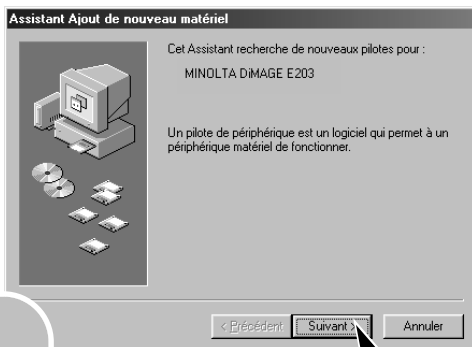 Assistant Ajout de nouveau matériel
Cet Assistant recherche de nouveaux pilotes pour :
MINOLTA DiMAGE E203
Un pilote de périphérique est un logiciel qui permet à un
périphérique matériel de fonctionner.
< Précédent
Suivant >
Annuler